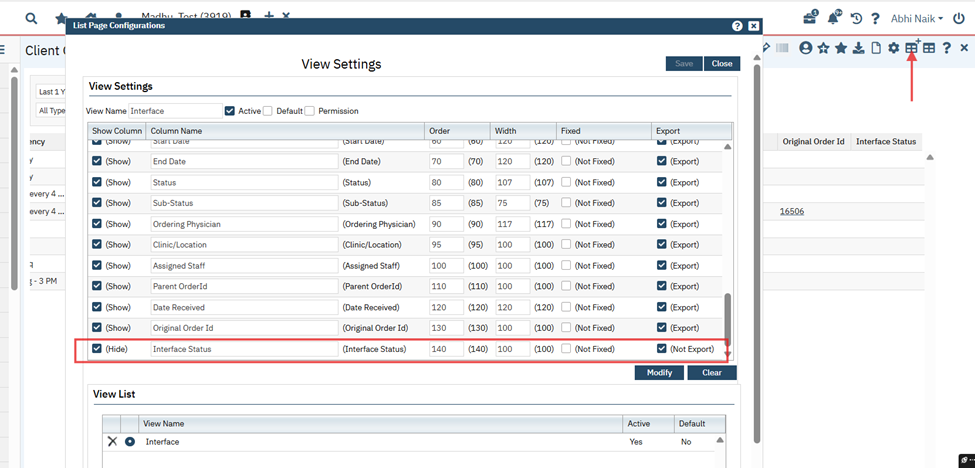 Madhu, Test (3919)
1
9+
Abhi Naik
List Page Configurations
?
Client
View Settings
Save
Close
View Settings
Last 1 Y
View Name Interface Active Default Permission
All Type
Show Column Column Name Order Width Fixed Export
ency
Original Order Id Interface Status
(Show) Start Date (Start Date) 60 (60) 120 (120) (Not Fixed) (Export)
(Show) End Date (End Date) 70 (70) 120 (120) (Not Fixed) (Export)
(Show) Status (Status) 80 (80) 107 (107) (Not Fixed) (Export)
every 4 ...
(Show) Sub-Status (Sub-Status) 85 (85) 75 (75) (Not Fixed) (Export)
every 4 ...
16506
(Show) Ordering Physician (Ordering Physician) 90 (90) 117 (117) (Not Fixed) (Export)
(Show) Clinic/Location (Clinic/Location) 95 (95) 100 (100) (Not Fixed) (Export)
(Show) Assigned Staff (Assigned Staff) 100 (100) 100 (100) (Not Fixed) (Export)
g - 3 PM
(Show) Parent OrderId (Parent OrderId) 110 (110) 100 (100) (Not Fixed) (Export)
(Show) Date Received (Date Received) 120 (120) 120 (120) (Not Fixed) (Export)
(Show) Original Order Id (Original Order Id) 130 (130) 100 (100) (Not Fixed) (Export)
(Hide) Interface Status (Interface Status) 140 (140) 100 (100) (Not Fixed) (Not Export)
Modify
Clear
View List
View Name Active Default
Interface Yes No